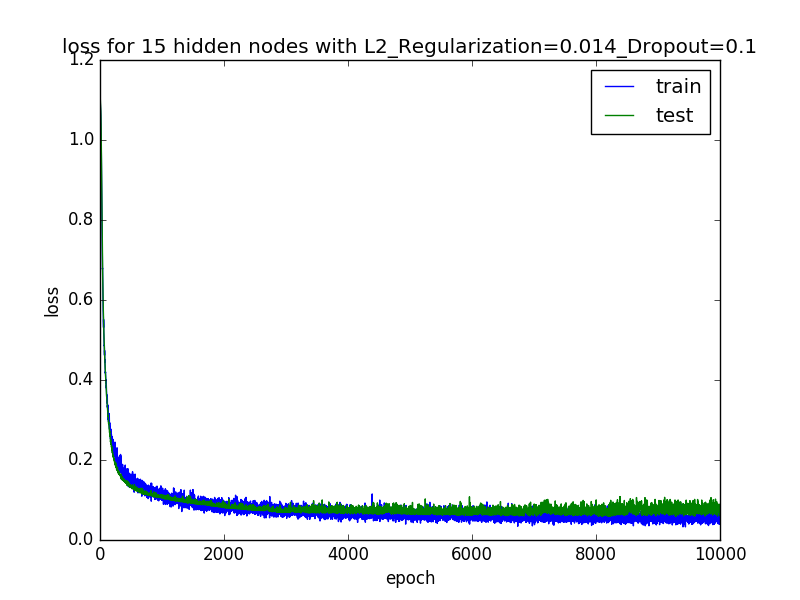 loss for 15 hidden nodes with L2_Regularization=0.014_Dropout=0.1
train
test
1.2
1.0
0.8
0.6
0.4
0.2
0.0
loss
0 2000 4000 6000 8000 10000
epoch